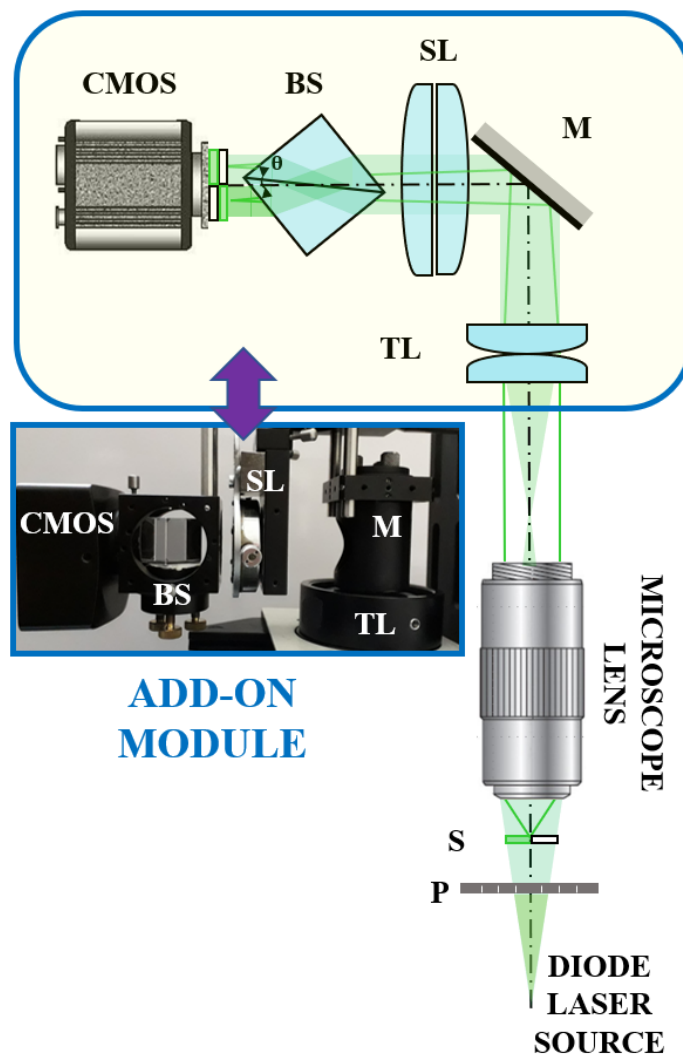 CMOS
BS
SL
M
θ
TL
CMOS
BS
SL
M
TL
ADD-ON
MODULE
MICROSCOPE
LENS
S
P
DIODE
LASER
SOURCE